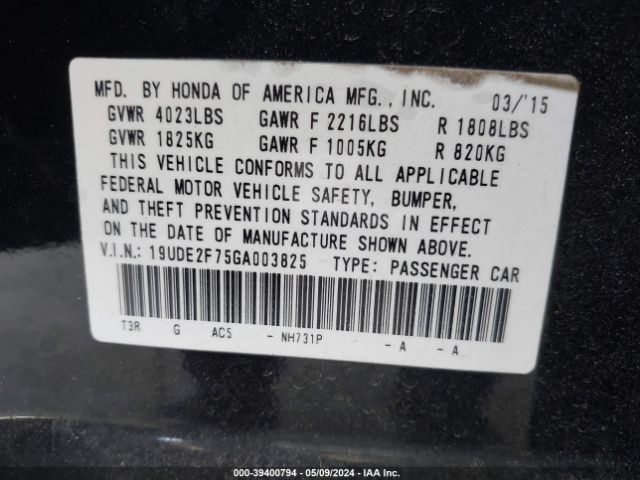 MFD. BY HONDA OF AMERICA MFG., INC. 03/'15
GVWR 4023LBS GAWR F 2216LBS R 1808LBS
GVWR 1825KG GAWR F 1005KG R 820KG
THIS VEHICLE CONFORMS TO ALL APPLICABLE
FEDERAL MOTOR VEHICLE SAFETY, BUMPER,
AND THEFT PREVENTION STANDARDS IN EFFECT
ON THE DATE OF MANUFACTURE SHOWN ABOVE.
V.I.N.: 19UDE2F75GA003825 TYPE: PASSENGER CAR
T3R G AC5 - NH731P - A - A
000-39400794 - 05/09/2024 - IAA Inc.